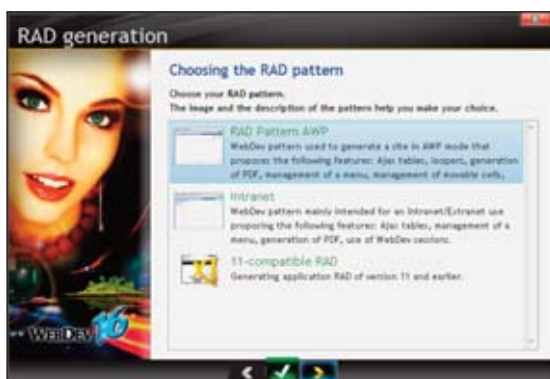 RAD generation
Choosing the RAD pattern
Choose your RAD pattern.
The image and the description of the pattern help you make your choice.
RAD Pattern AWP
WebDev pattern used to generate a site in AWP mode that
proposes the following features: Ajax tables, loopers, generation
of PDF, management of a menu, management of movable cells,
Intranet
WebDev pattern mainly intended for an Intranet/Extranet use
proposing the following features: Ajax tables, management of a
menu, generation of PDF, use of WebDev sessions.
11-compatible RAD
Generating application RAD of version 11 and earlier.
WEBDEV 16